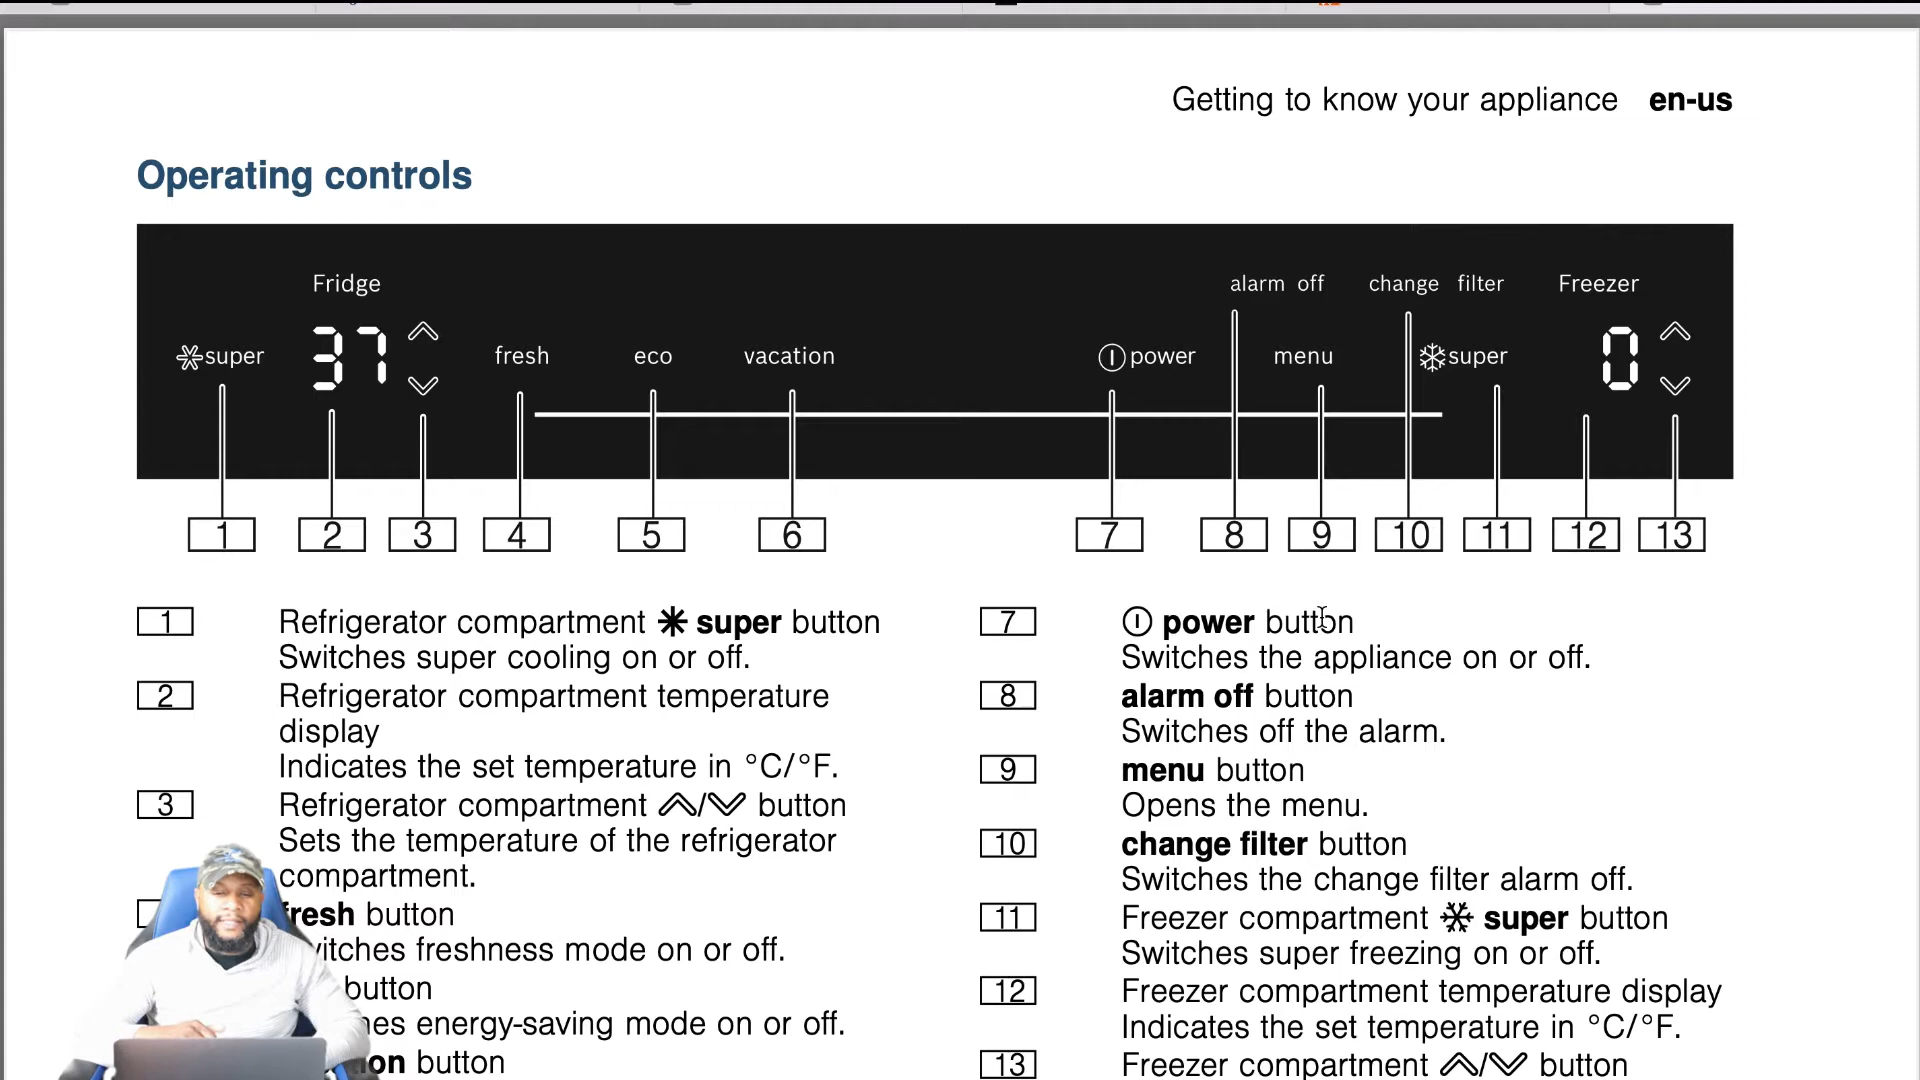 Getting to know your appliance en-us
Operating controls
Fridge
alarm off
change filter
Freezer
super
37
fresh
eco
vacation
power
menu
super
0
1 2 3 4 5 6 7 8 9 10 11 12 13
1 Refrigerator compartment super button
Switches super cooling on or off.
2 Refrigerator compartment temperature
display
Indicates the set temperature in °C/°F.
3 Refrigerator compartment / button
Sets the temperature of the refrigerator
compartment.
fresh button
itches freshness mode on or off.
button
hes energy-saving mode on or off.
on button
7 power button
Switches the appliance on or off.
8 alarm off button
Switches off the alarm.
9 menu button
Opens the menu.
10 change filter button
Switches the change filter alarm off.
11 Freezer compartment super button
Switches super freezing on or off.
12 Freezer compartment temperature display
Indicates the set temperature in °C/°F.
13 Freezer compartment / button